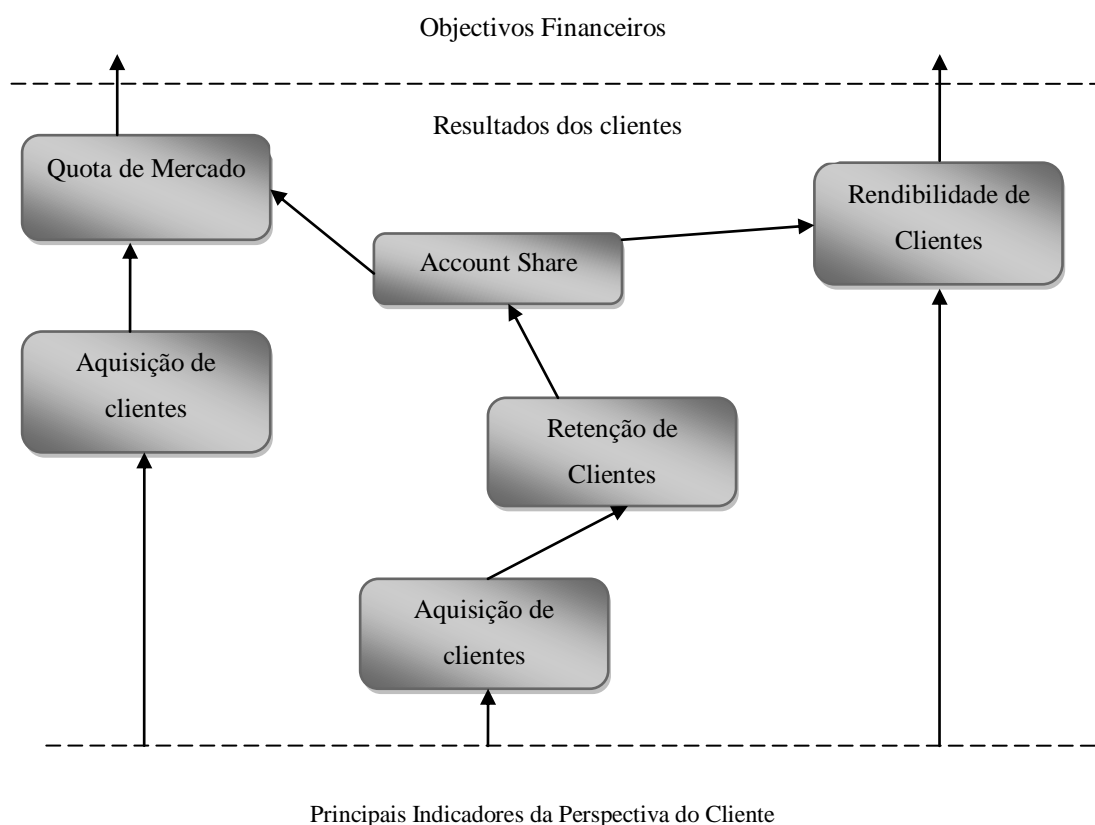 Objectivos Financeiros
Resultados dos clientes
Quota de Mercado
Rendibilidade de
Clientes
Account Share
Aquisição de
clientes
Retenção de
Clientes
Aquisição de
clientes
Principais Indicadores da Perspectiva do Cliente